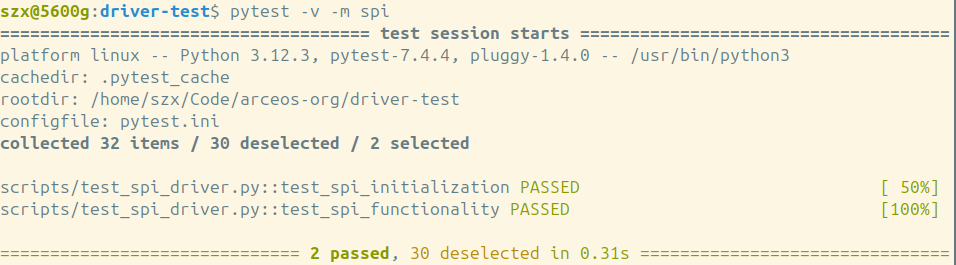 szx@5600g:driver-test$ pytest -v -m spi
===================================== test session starts =====================================
platform linux -- Python 3.12.3, pytest-7.4.4, pluggy-1.4.0 -- /usr/bin/python3
cachedir: .pytest_cache
rootdir: /home/szx/Code/arceos-org/driver-test
configfile: pytest.ini
collected 32 items / 30 deselected / 2 selected
scripts/test_spi_driver.py::test_spi_initialization PASSED [ 50%]
scripts/test_spi_driver.py::test_spi_functionality PASSED [100%]
============================== 2 passed, 30 deselected in 0.31s ===============================